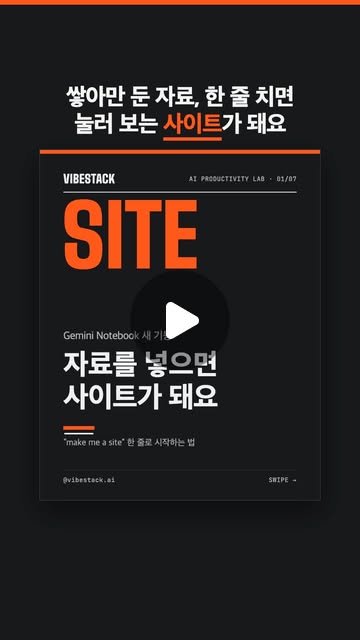 쌓아만 둔 자료, 한 줄 치면
눌러 보는 사이트가 돼요
VIBESTACK
AI PRODUCTIVITY LAB · 01/07
SITE
Gemini Notebook 새 기능
자료를 넣으면
사이트가 돼요
"make me a site" 한 줄로 시작하는 법
@vibestack.ai
SWIPE →